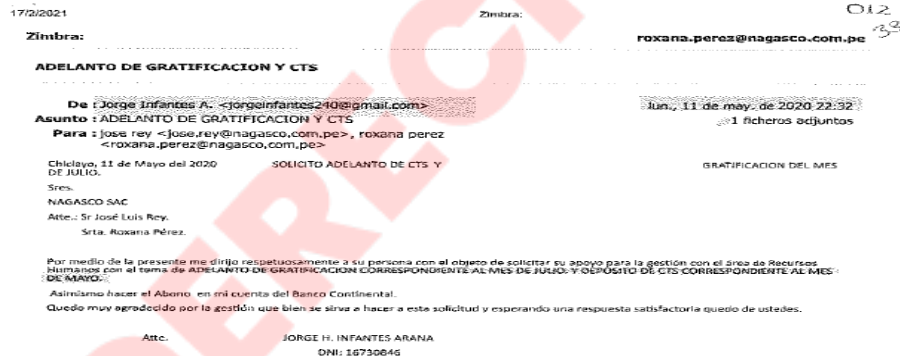 17/2/2021 Zimbra: 012
Zimbra: roxana.perez@nagasco.com.pe
ADELANTO DE GRATIFICACION Y CTS
De : Jorge Infantes A. <jorgeinfantes240@gmail.com> lun., 11 de may. de 2020 22:32
Asunto : ADELANTO DE GRATIFICACION Y CTS 1 ficheros adjuntos
Para : jose rey <jose.rey@nagasco.com.pe>, roxana perez
<roxana.perez@nagasco.com.pe>
Chiclayo, 11 de Mayo del 2020 SOLICITO ADELANTO DE CTS Y GRATIFICACION DEL MES
DE JULIO.
Sres.
NAGASCO SAC
Atte.: Sr José Luis Rey.
Srta. Roxana Pérez.
Por medio de la presente me dirijo respetuosamente a su persona con el objeto de solicitar su apoyo para la gestión con el área de Recursos
Humanos con el tema de ADELANTO DE GRATIFICACION CORRESPONDIENTE AL MES DE JULIO. Y DEPOSITO DE CTS CORRESPONDIENTE AL MES
DE MAYO.
Asimismo hacer el Abono en mi cuenta del Banco Continental.
Quedo muy agradecido por la gestión que bien se sirva a hacer a esta solicitud y esperando una respuesta satisfactoria quedo de ustedes.
Atte. JORGE H. INFANTES ARANA
DNI: 16730846